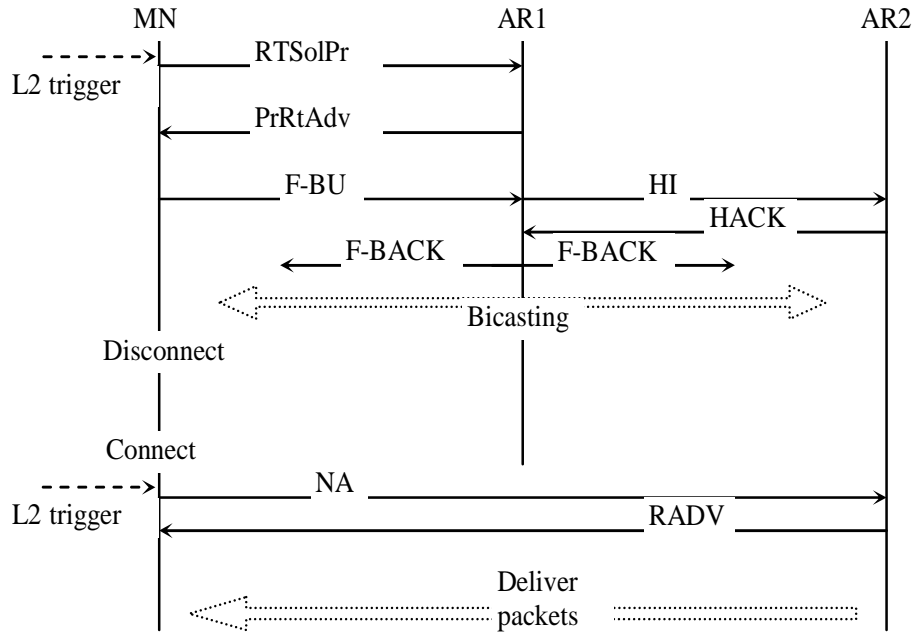 MN AR1 AR2
RTSolPr
L2 trigger
PrRtAdv
F-BU HI
HACK
F-BACK F-BACK
Bicasting
Disconnect
Connect
NA
L2 trigger RADV
Deliver
packets